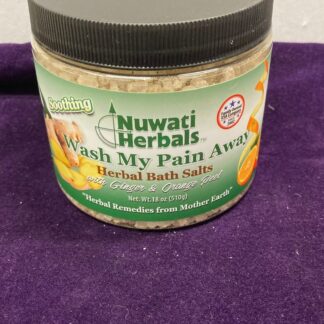 Soothing
Nuwati
Herbals
Wash My Pain Away
Herbal Bath Salts
with Ginger & Orange Peel
Net. Wt. 18 oz (510g)
"Herbal Remedies from Mother Earth"